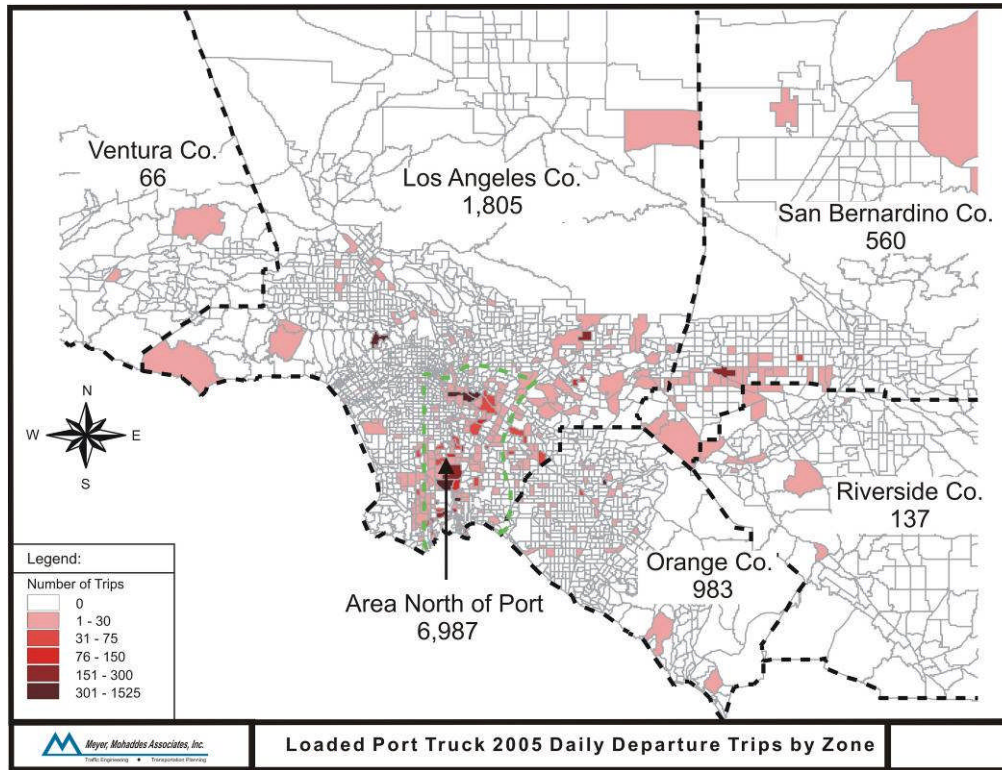 Ventura Co.
66
Los Angeles Co.
1,805
San Bernardino Co.
560
N
W E
S
Riverside Co.
137
Orange Co.
983
Area North of Port
6,987
Legend:
Number of Trips
0
1 - 30
31 - 75
76 - 150
151 - 300
301 - 1525
Meyer, Mohaddes Associates, Inc.
Traffic Engineering • Transportation Planning
Loaded Port Truck 2005 Daily Departure Trips by Zone